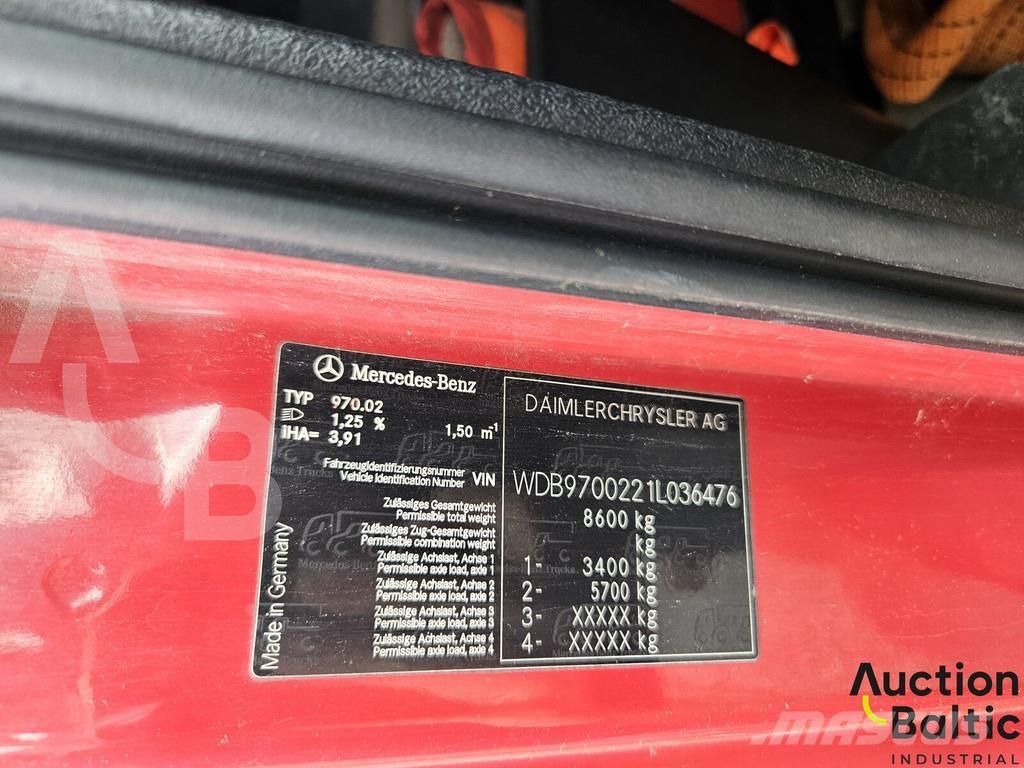 Mercedes-Benz
TYP 970.02
1,25 % 1,50 m-1
IHA= 3,91
Fahrzeugidentifizierungsnummer
Vehicle Identification Number VIN
Zulässiges Gesamtgewicht
Permissible total weight
Zulässiges Zug-Gesamtgewicht
Permissible combination weight
Zulässige Achslast, Achse 1
Permissible axle load, axle 1
Zulässige Achslast, Achse 2
Permissible axle load, axle 2
Zulässige Achslast, Achse 3
Permissible axle load, axle 3
Zulässige Achslast, Achse 4
Permissible axle load, axle 4
Made in Germany
DAIMLERCHRYSLER AG
WDB9700221L036476
8600 kg
kg
1- 3400 kg
2- 5700 kg
3- XXXXX kg
4- XXXXX kg
A
B
Auction
Baltic
INDUSTRIAL
MASCUS